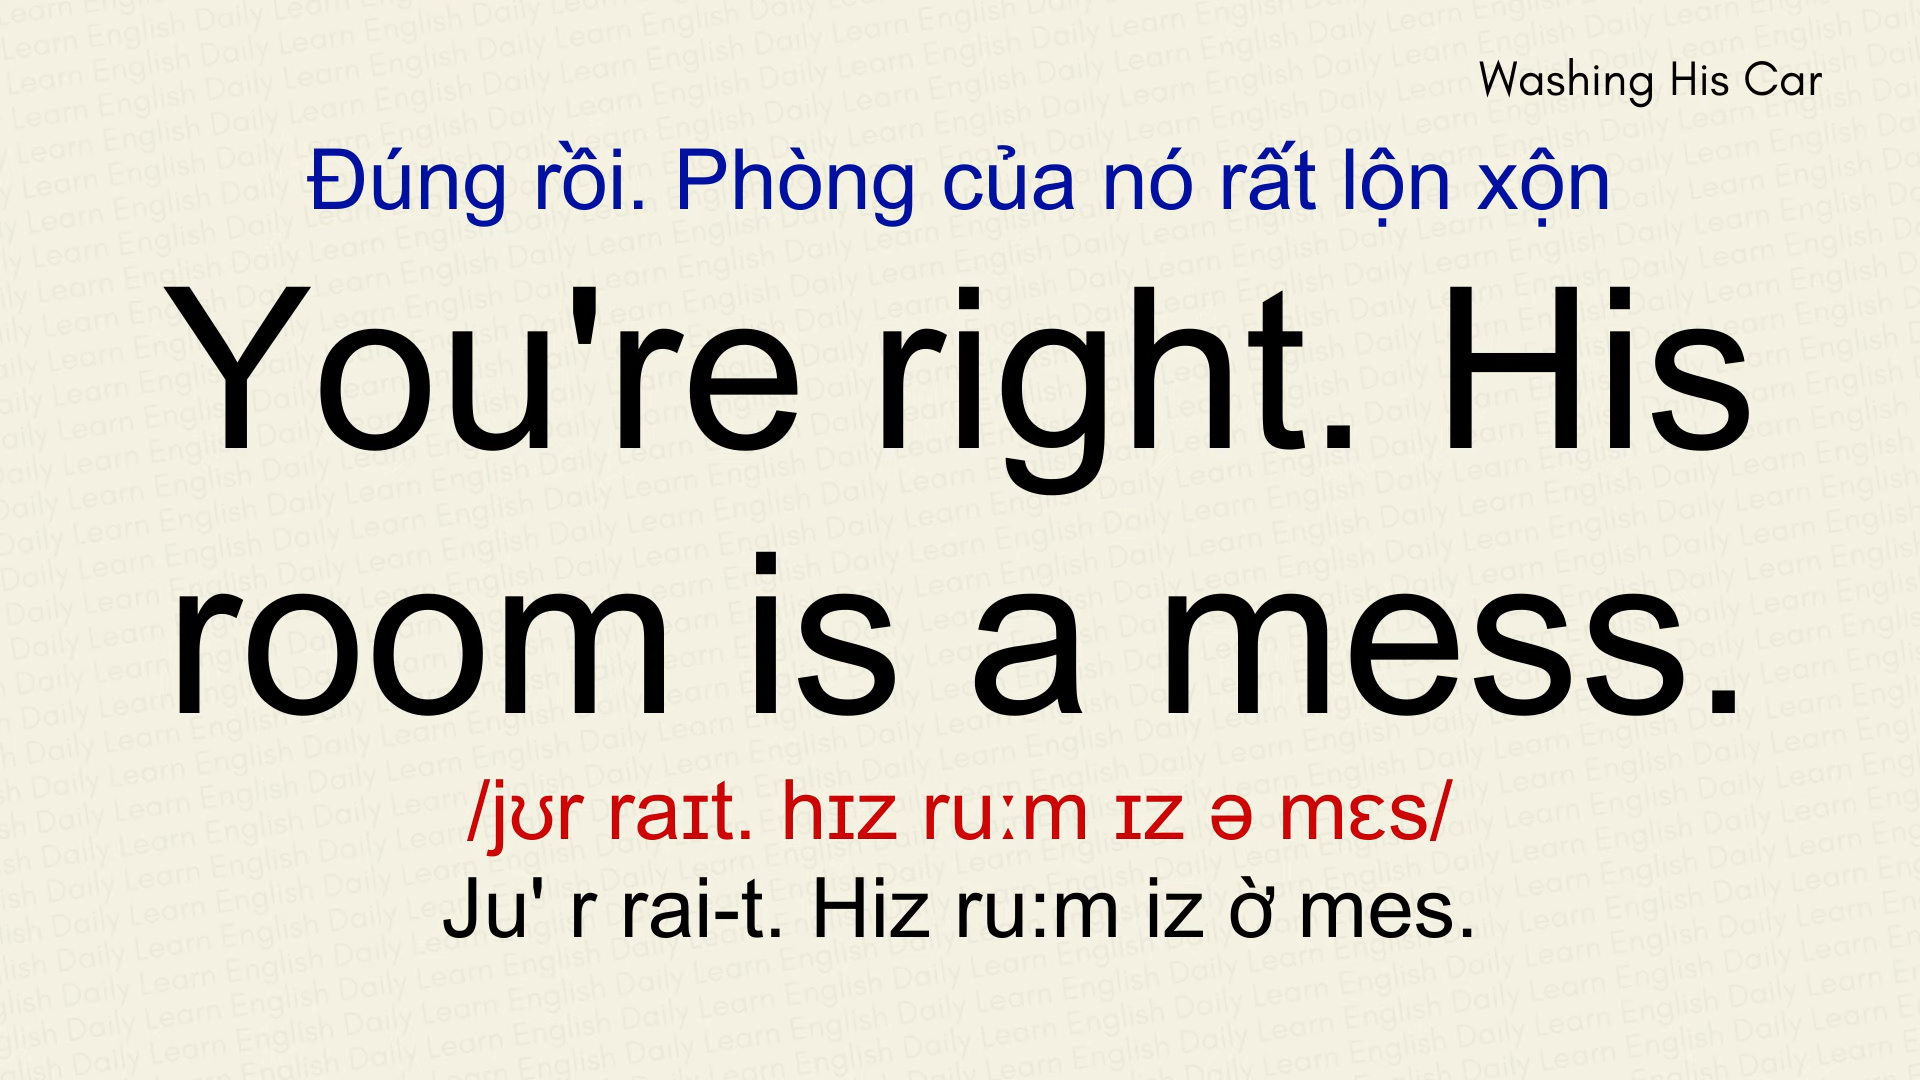 Washing His Car
Đúng rồi. Phòng của nó rất lộn xộn
You're right. His
room is a mess.
/jʊr raɪt. hɪz ruːm ɪz ə mɛs/
Ju' r rai-t. Hiz ru:m iz ờ mes.